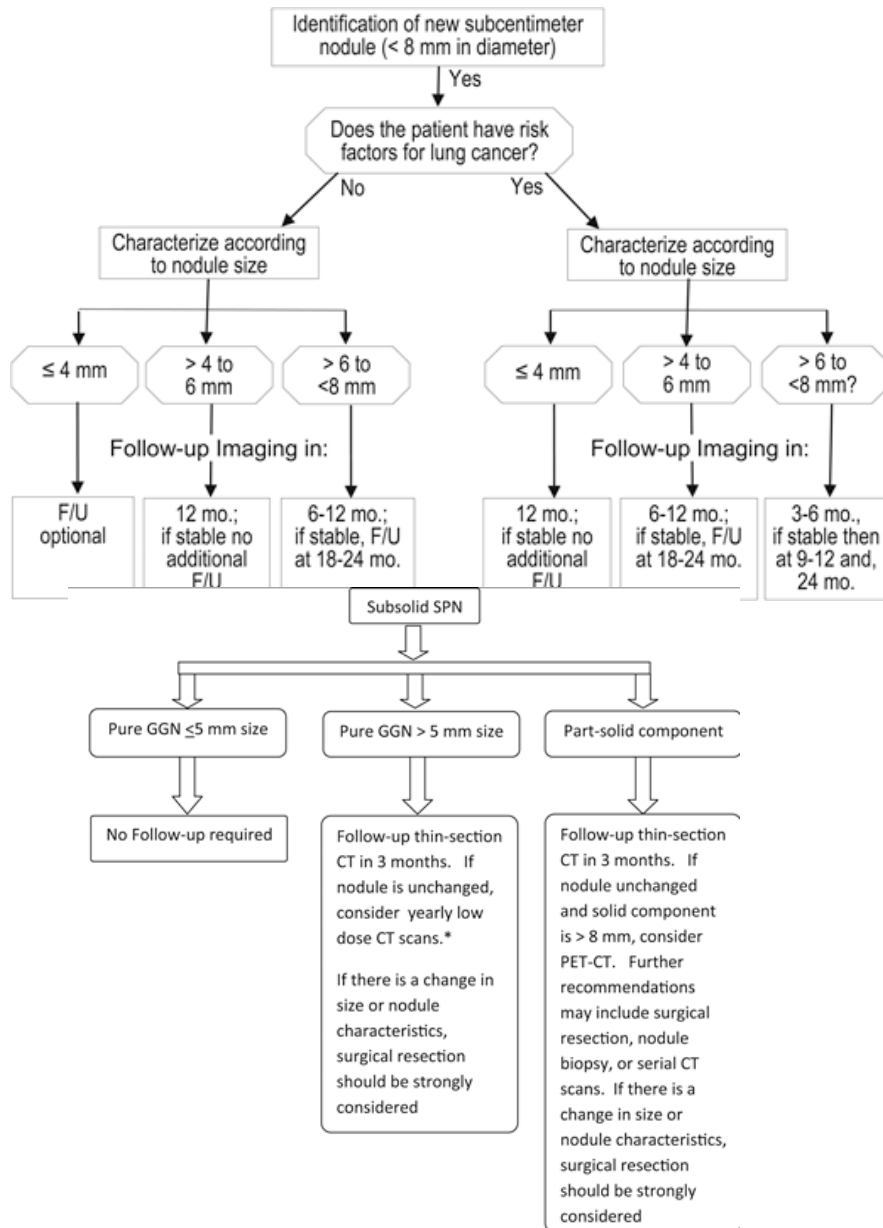 Identification of new subcentimeter
nodule (< 8 mm in diameter)
Yes
Does the patient have risk
factors for lung cancer?
No
Yes
Characterize according
to nodule size
Characterize according
to nodule size
≤ 4 mm
> 4 to
6 mm
> 6 to
<8 mm
≤ 4 mm
> 4 to
6 mm
> 6 to
<8 mm?
Follow-up Imaging in:
Follow-up Imaging in:
F/U
optional
12 mo.;
if stable no
additional
F/U
6-12 mo.;
if stable, F/U
at 18-24 mo.
12 mo.;
if stable no
additional
F/U
6-12 mo.;
if stable, F/U
at 18-24 mo.
3-6 mo.,
if stable then
at 9-12 and,
24 mo.
Subsolid SPN
Pure GGN ≤5 mm size
Pure GGN > 5 mm size
Part-solid component
No Follow-up required
Follow-up thin-section
CT in 3 months. If
nodule is unchanged,
consider yearly low
dose CT scans.*
If there is a change in
size or nodule
characteristics,
surgical resection
should be strongly
considered
Follow-up thin-section
CT in 3 months. If
nodule unchanged
and solid component
is > 8 mm, consider
PET-CT. Further
recommendations
may include surgical
resection, nodule
biopsy, or serial CT
scans. If there is a
change in size or
nodule characteristics,
surgical resection
should be strongly
considered